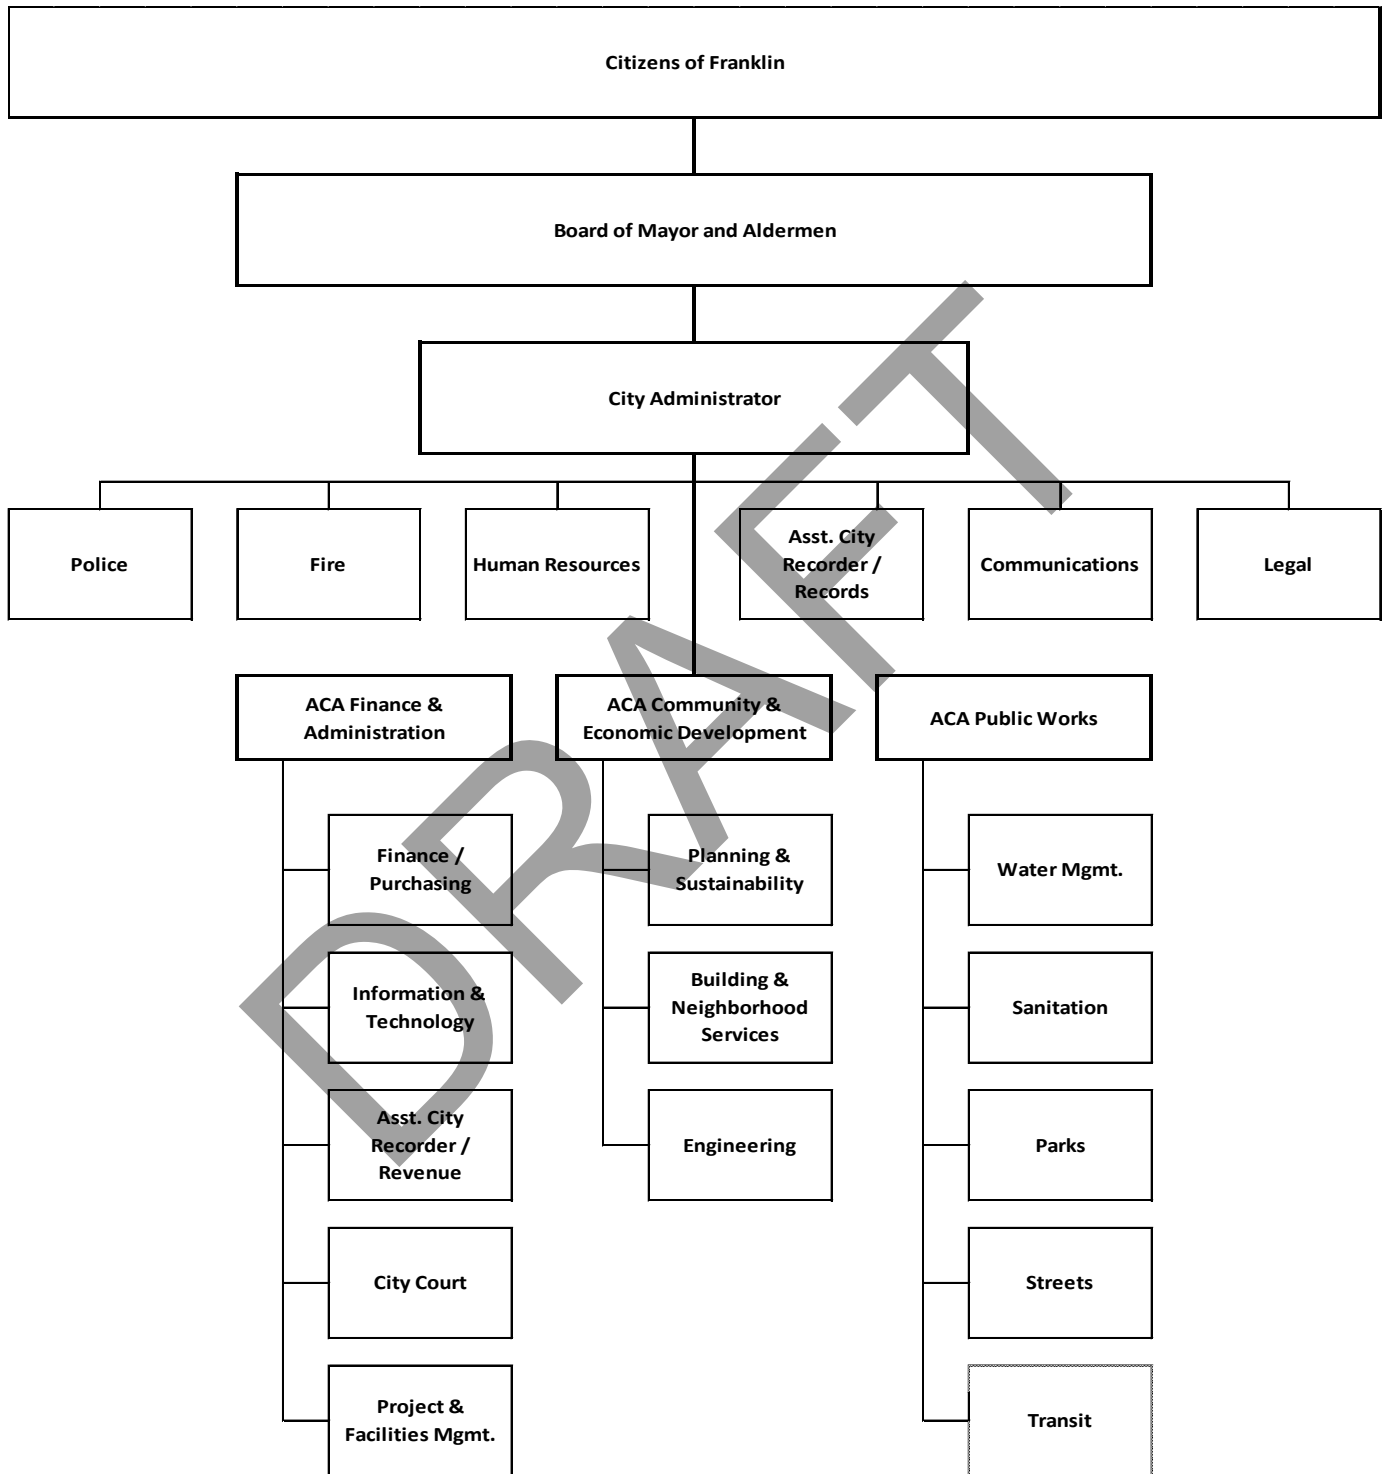 Citizens of Franklin
Board of Mayor and Aldermen
City Administrator
Police
Fire
Human Resources
Asst. City
Recorder /
Records
Communications
Legal
ACA Finance &
Administration
ACA Community &
Economic Development
ACA Public Works
Finance /
Purchasing
Planning &
Sustainability
Water Mgmt.
Information &
Technology
Building &
Neighborhood
Services
Sanitation
Asst. City
Recorder /
Revenue
Engineering
Parks
City Court
Streets
Project &
Facilities Mgmt.
Transit
DRAFT